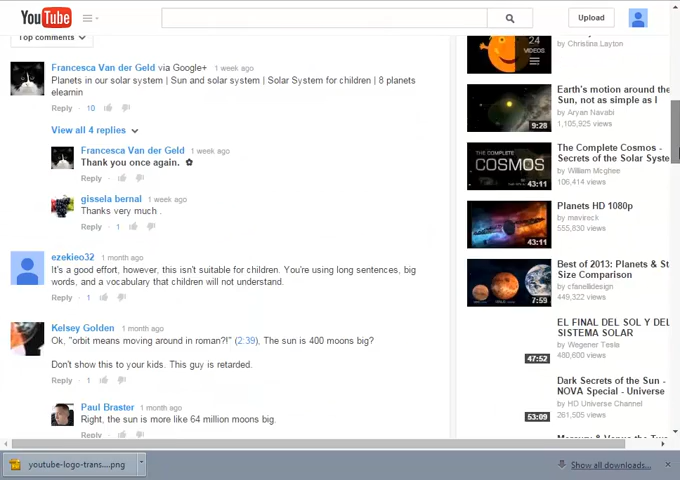 YouTube
Upload
Top comments
Francesca Van der Geld via Google+ 1 week ago
Planets in our solar system | Sun and solar system | Solar System for children | 8 planets
elearnin
Reply · 10
View all 4 replies
Francesca Van der Geld 1 week ago
Thank you once again. ✿
Reply ·
gissela bernal 1 week ago
Thanks very much .
Reply · 1
ezekieo32 1 month ago
It's a good effort, however, this isn't suitable for children. You're using long sentences, big
words, and a vocabulary that children will not understand.
Reply · 1
Kelsey Golden 1 month ago
Ok, "orbit means moving around in roman?!" (2:39), The sun is 400 moons big?
Don't show this to your kids. This guy is retarded.
Reply · 1
Paul Braster 1 month ago
Right, the sun is more like 64 million moons big.
Reply ·
24
VIDEOS
by Christina Layton
9:28
Earth's motion around the
Sun, not as simple as I
by Aryan Navabi
1,105,925 views
THE COMPLETE
COSMOS
43:11
The Complete Cosmos -
Secrets of the Solar Syste
by William Mcghee
106,414 views
43:11
Planets HD 1080p
by mavireck
555,830 views
7:59
Best of 2013: Planets & St
Size Comparison
by cfanellidesign
449,322 views
47:52
EL FINAL DEL SOL Y DEL
SISTEMA SOLAR
by Wegener Tesla
480,600 views
53:09
Dark Secrets of the Sun -
NOVA Special - Universe
by HD Universe Channel
261,505 views
youtube-logo-trans....png
Show all downloads...